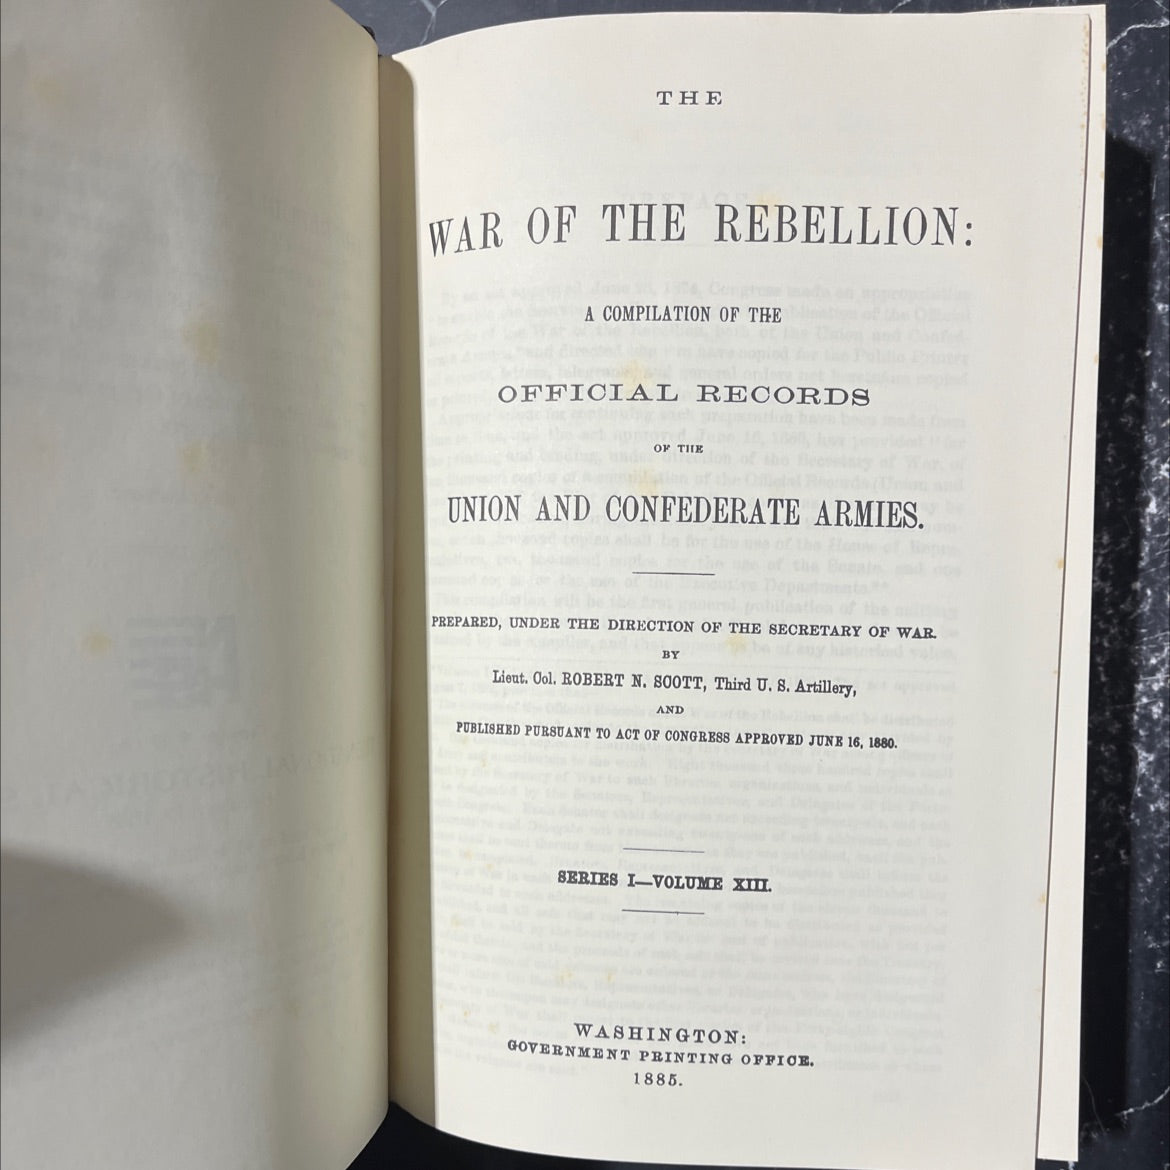 THE
WAR OF THE REBELLION:
A COMPILATION OF THE
OFFICIAL RECORDS
OF THE
UNION AND CONFEDERATE ARMIES.
PREPARED, UNDER THE DIRECTION OF THE SECRETARY OF WAR.
BY
Lieut. Col. ROBERT N. SCOTT, Third U. S. Artillery,
AND
PUBLISHED PURSUANT TO ACT OF CONGRESS APPROVED JUNE 16, 1880.
SERIES I—VOLUME XIII.
WASHINGTON:
GOVERNMENT PRINTING OFFICE.
1885.